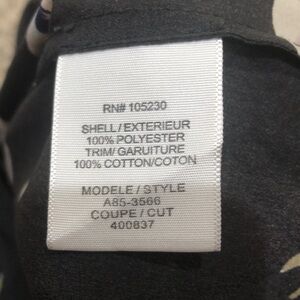 RN# 105230
SHELL/EXTERIEUR
100% POLYESTER
TRIM/GARUITURE
100% COTTON/COTON
MODELE/STYLE
A85-3566
COUPE/CUT
400837